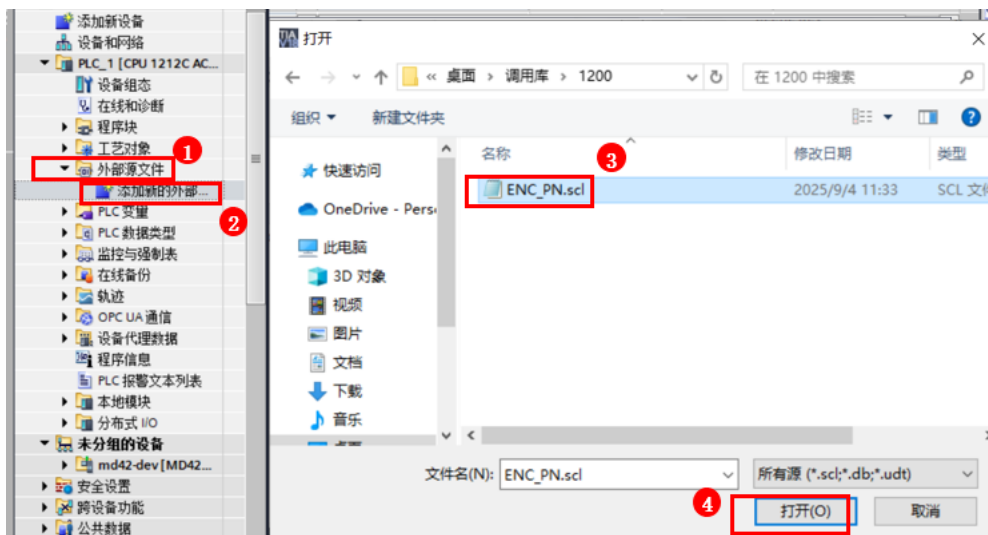 添加新设备
设备和网络
PLC_1 [CPU 1212C AC...
设备组态
在线和诊断
程序块
工艺对象
1
外部源文件
添加新的外部...
2
PLC 变量
PLC 数据类型
监控与强制表
在线备份
轨迹
OPC UA 通信
设备代理数据
程序信息
PLC 报警文本列表
本地模块
分布式 I/O
未分组的设备
md42-dev [MD42...
安全设置
跨设备功能
公共数据
打开
« 桌面 › 调用库 › 1200
在 1200 中搜索
组织
新建文件夹
名称
修改日期
类型
3
ENC_PN.scl
2025/9/4 11:33
SCL 文件
快速访问
OneDrive - Pers
此电脑
3D 对象
视频
图片
文档
下载
音乐
文件名(N):
ENC_PN.scl
所有源 (*.scl;*.db;*.udt)
4
打开(O)
取消